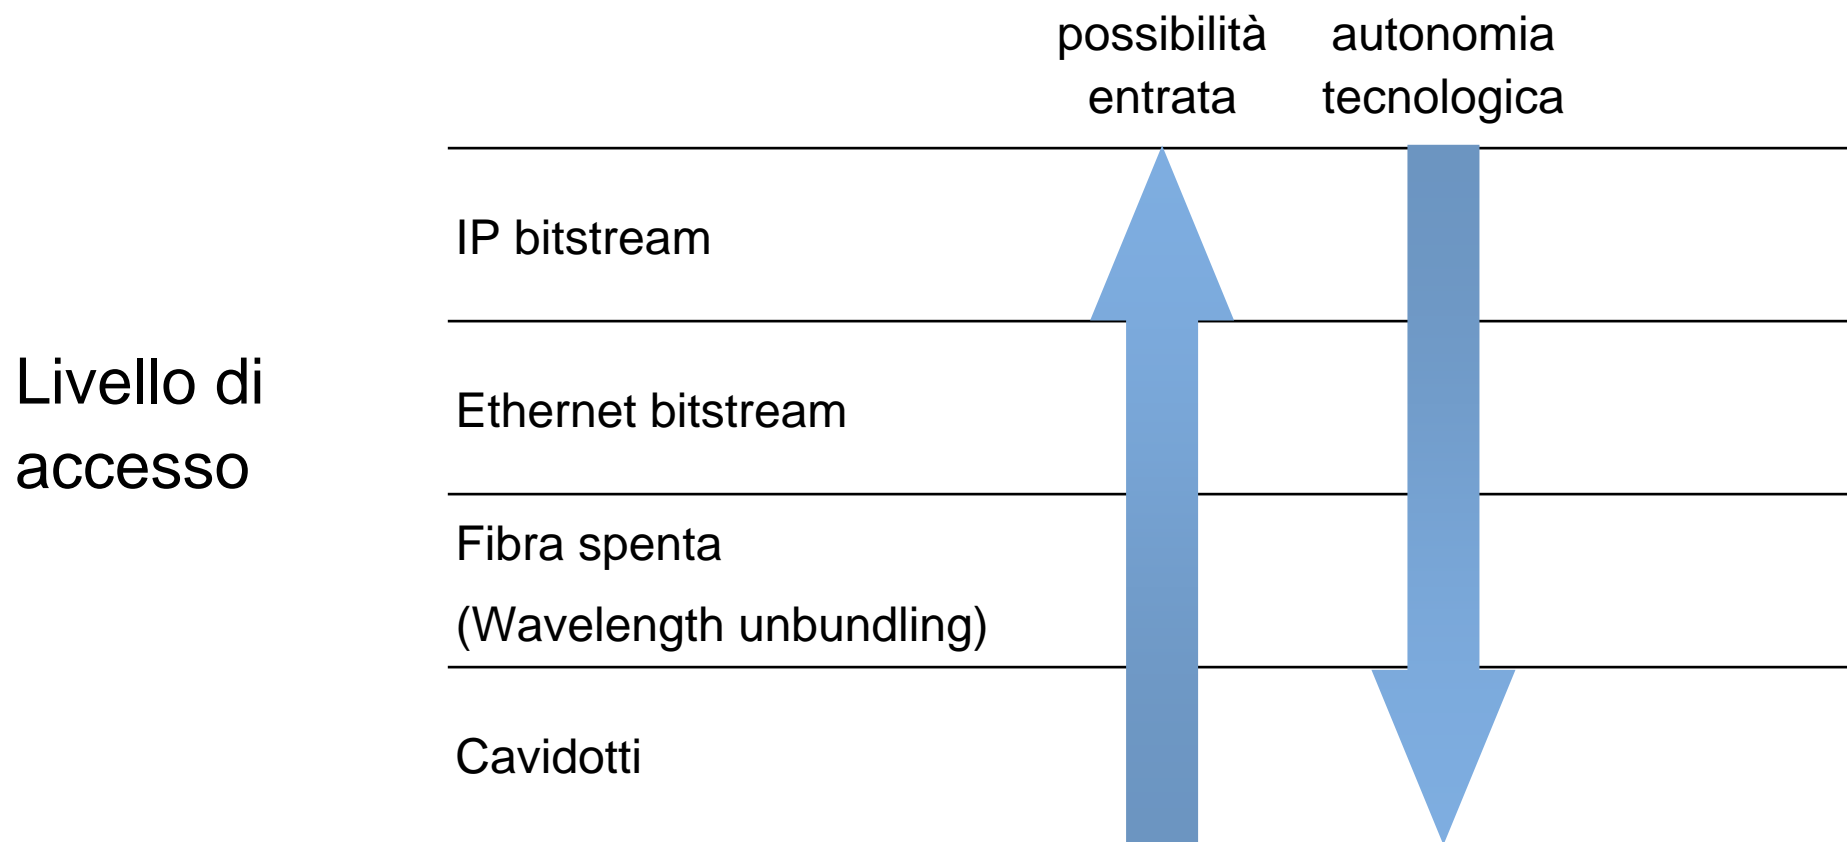 possibilità autonomia
entrata tecnologica
IP bitstream
Livello di
Ethernet bitstream
accesso
Fibra spenta
(Wavelength unbundling)
Cavidotti